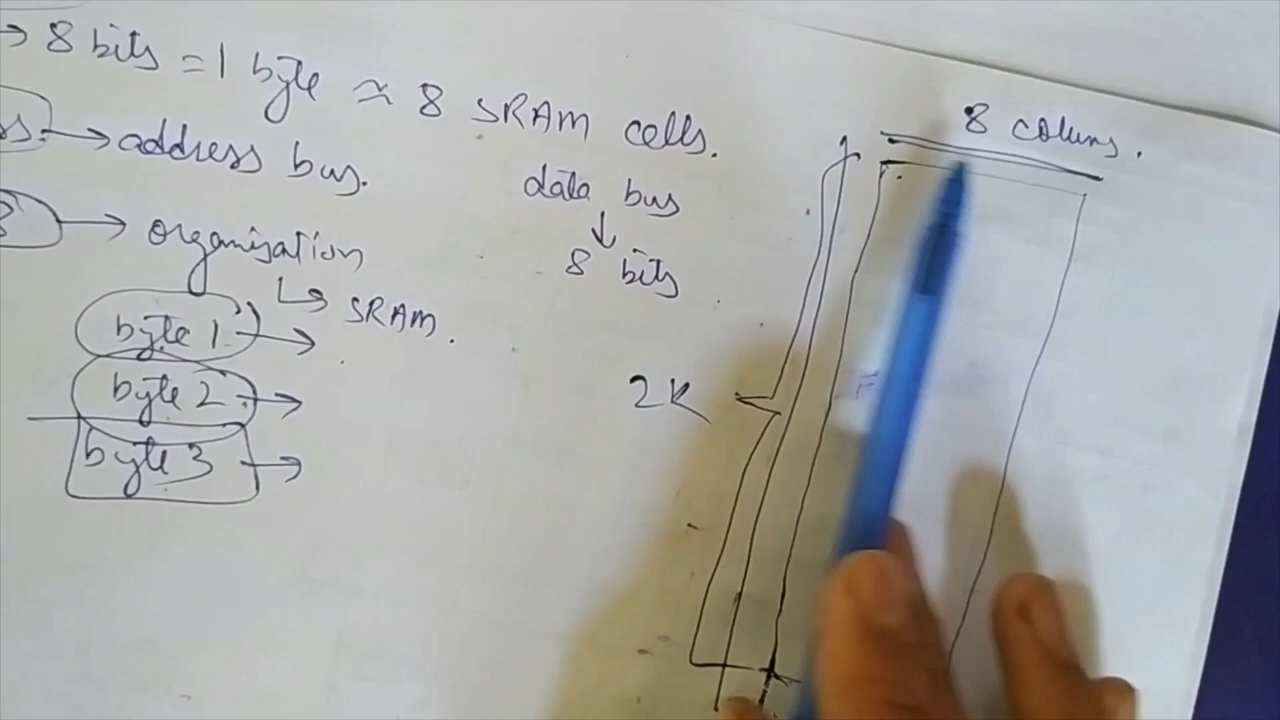 → 8 bits = 1 byte ≈ 8 SRAM cells.
→ address bus.
data bus
↓
8 bits
→ organisation
↳ SRAM.
byte 1 →
byte 2 →
byte 3 →
8 colums.
2K